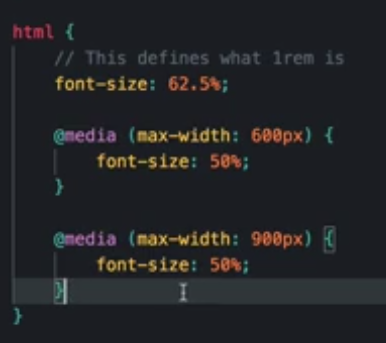 html {
// This defines what 1rem is
font-size: 62.5%;
@media (max-width: 600px) {
font-size: 50%;
}
@media (max-width: 900px) {
font-size: 50%;
}
}